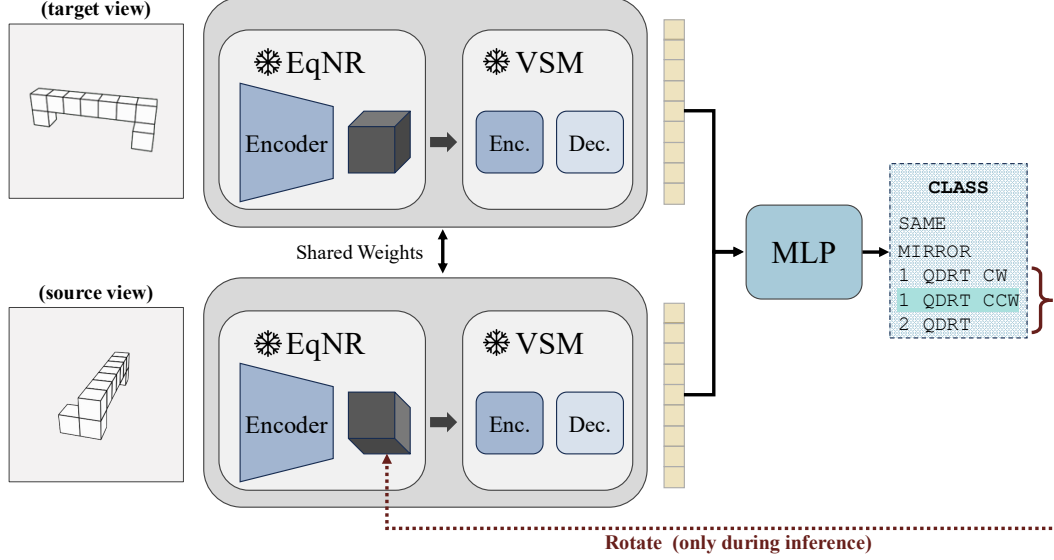 (target view)
EqNR
VSM
Encoder
Enc.
Dec.
Shared Weights
(source view)
EqNR
VSM
Encoder
Enc.
Dec.
MLP
CLASS
SAME
MIRROR
1 QDRT CW
1 QDRT CCW
2 QDRT
Rotate (only during inference)